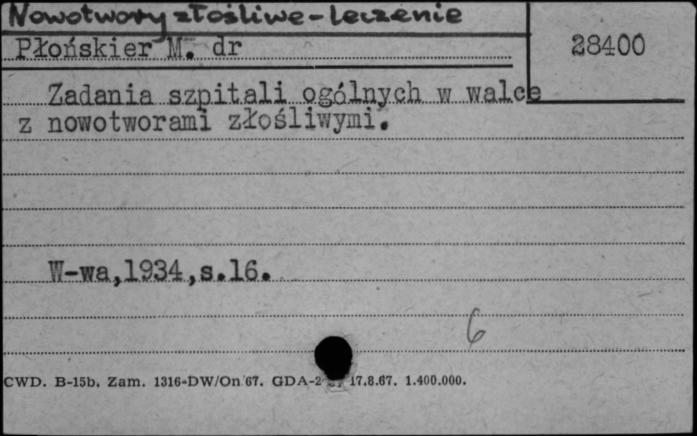 Nowotwory złośliwe - leczenie
Płońskier M. dr
28400
Zadania szpitali ogólnych w walce
z nowotworami złośliwymi.
W-wa,1934,s.16.
6
CWD. B-15b. Zam. 1316-DW/On 67. GDA-2 17.8.67. 1.400.000.